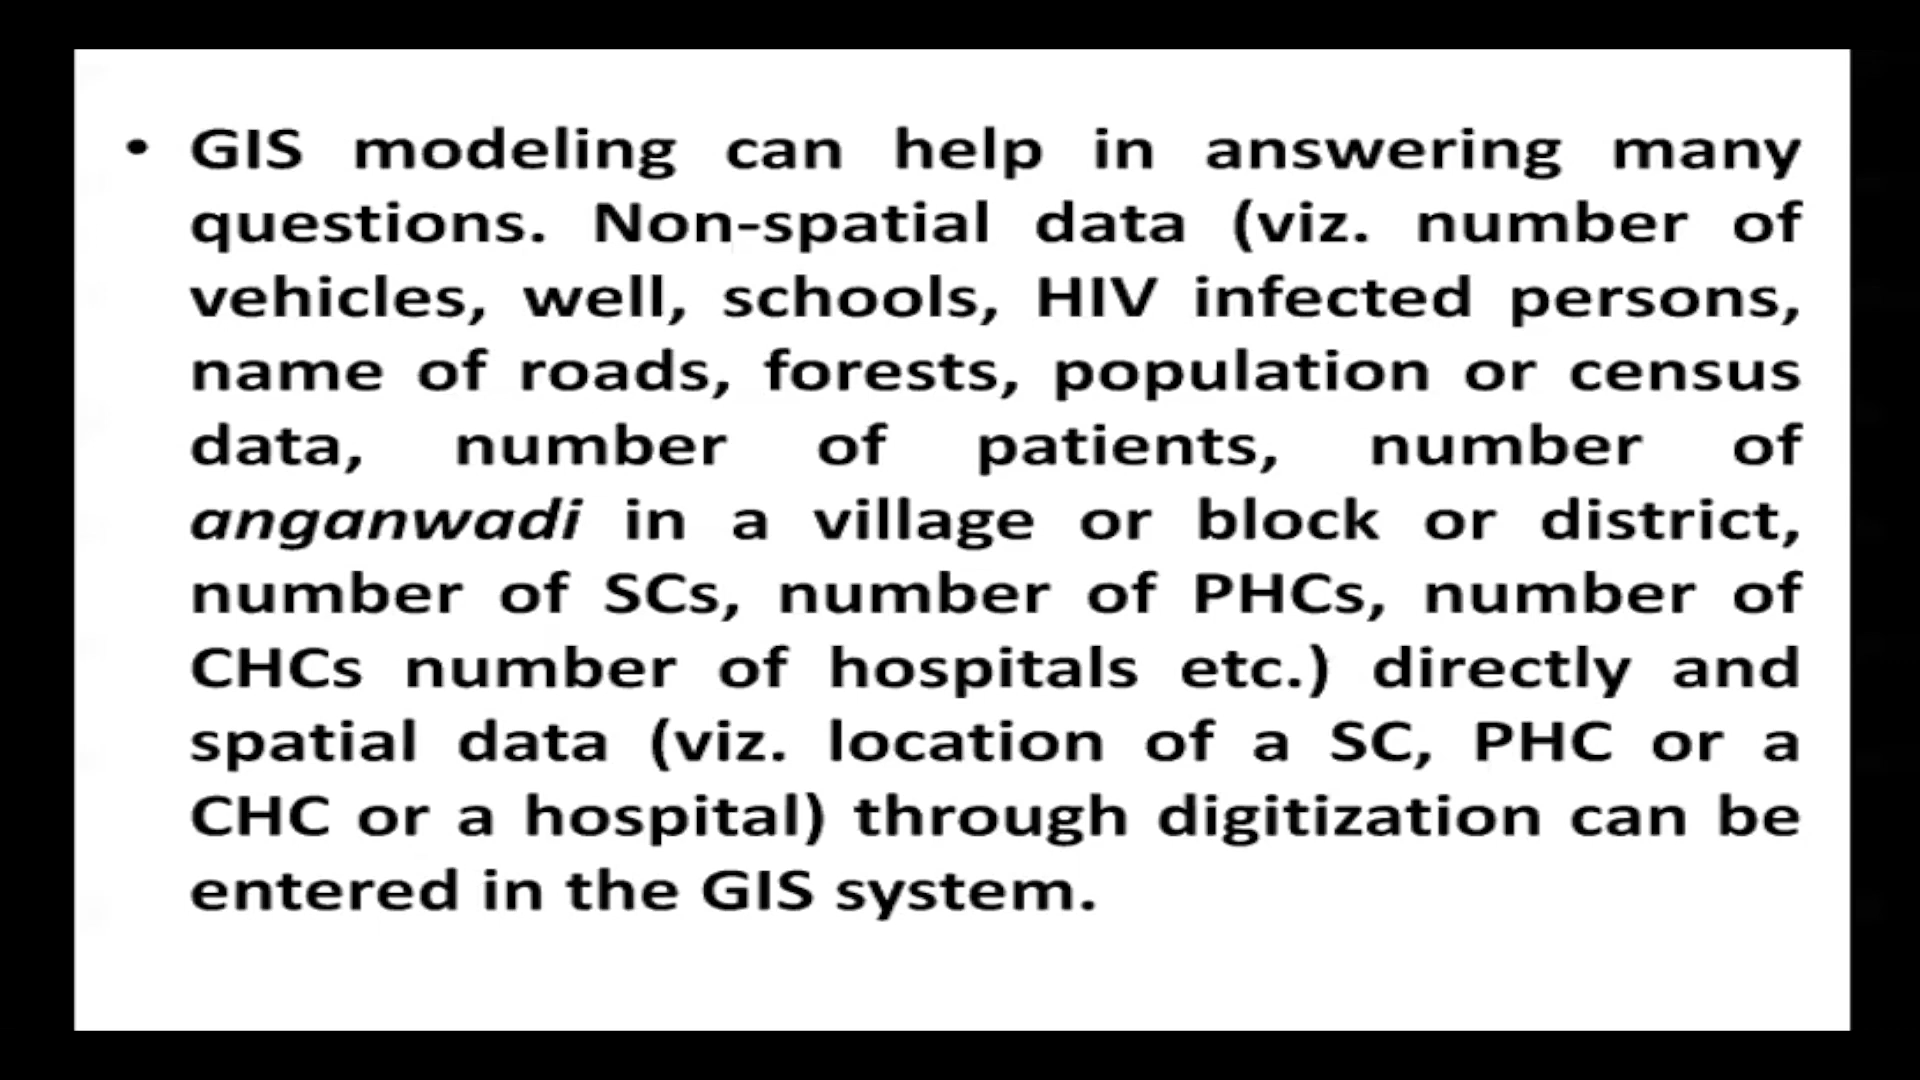 • GIS modeling can help in answering many
questions. Non-spatial data (viz. number of
vehicles, well, schools, HIV infected persons,
name of roads, forests, population or census
data, number of patients, number of
anganwadi in a village or block or district,
number of SCs, number of PHCs, number of
CHCs number of hospitals etc.) directly and
spatial data (viz. location of a SC, PHC or a
CHC or a hospital) through digitization can be
entered in the GIS system.